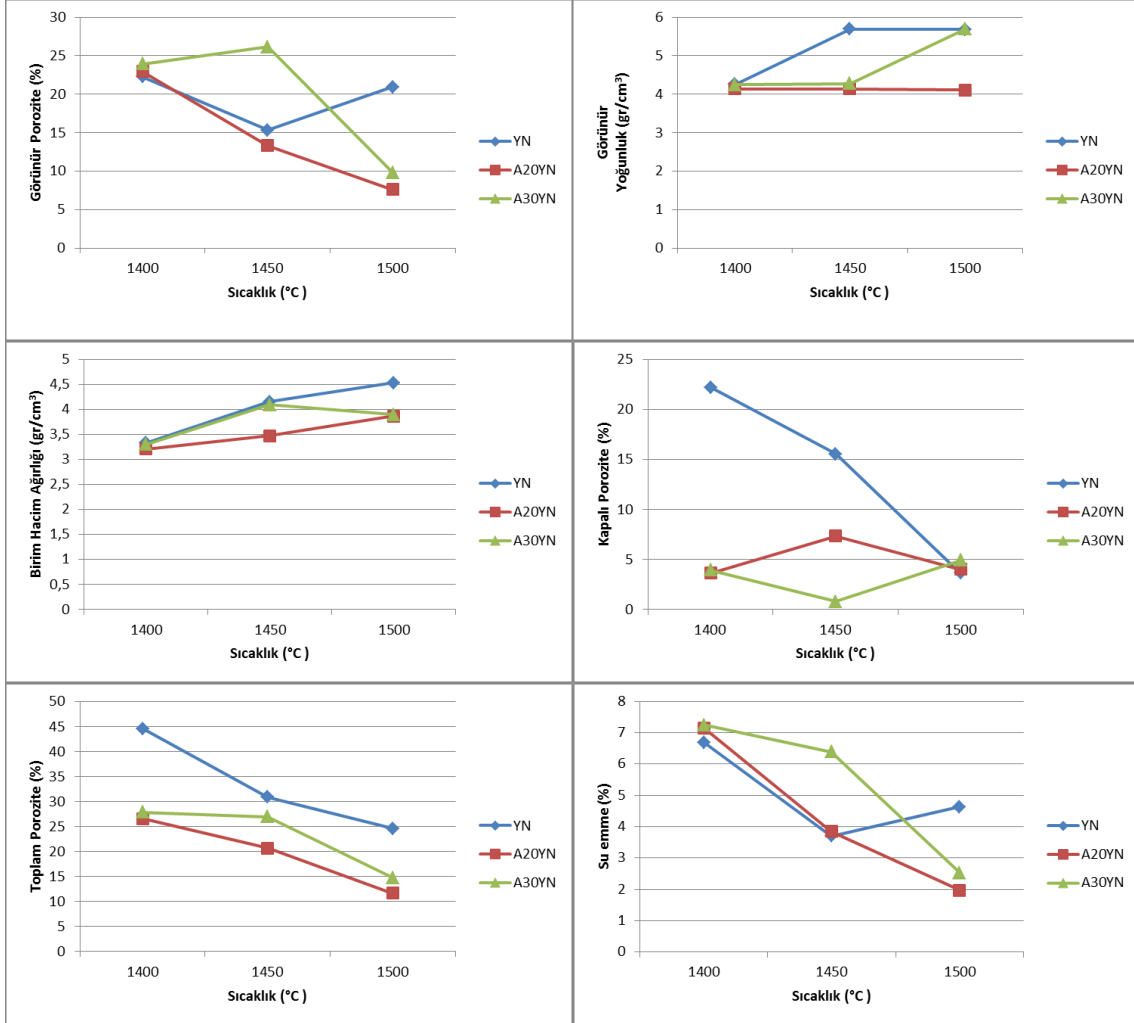 Görünür Porozite (%)
30
25
20
15
10
5
0
1400 1450 1500
Sıcaklık (°C )
YN
A20YN
A30YN
Görünür
Yoğunluk (gr/cm³)
6
5
4
3
2
1
0
1400 1450 1500
Sıcaklık (°C )
YN
A20YN
A30YN
Birim Hacim Ağırlığı (gr/cm³)
5
4,5
4
3,5
3
2,5
2
1,5
1
0,5
0
1400 1450 1500
Sıcaklık (°C )
YN
A20YN
A30YN
Kapalı Porozite (%)
25
20
15
10
5
0
1400 1450 1500
Sıcaklık (°C )
YN
A20YN
A30YN
Toplam Porozite (%)
50
45
40
35
30
25
20
15
10
5
0
1400 1450 1500
Sıcaklık (°C )
YN
A20YN
A30YN
Su emme (%)
8
7
6
5
4
3
2
1
0
1400 1450 1500
Sıcaklık (°C )
YN
A20YN
A30YN